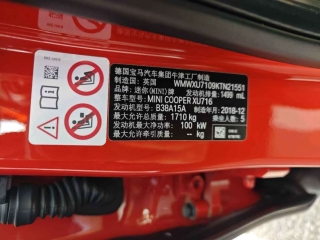 德国宝马汽车集团牛津工厂制造
制造国：英国 WMWXU7109KTN21551
品牌：迷你(MINI)牌 发动机排量：1499 mL
整车型号：MINI COOPER XU716
发动机型号：B38A15A 制造年月：2018-12
最大允许总质量：1710 kg 乘坐人数：5
发动机最大净功率：100 kW
最大允许牵引质量：-- kg